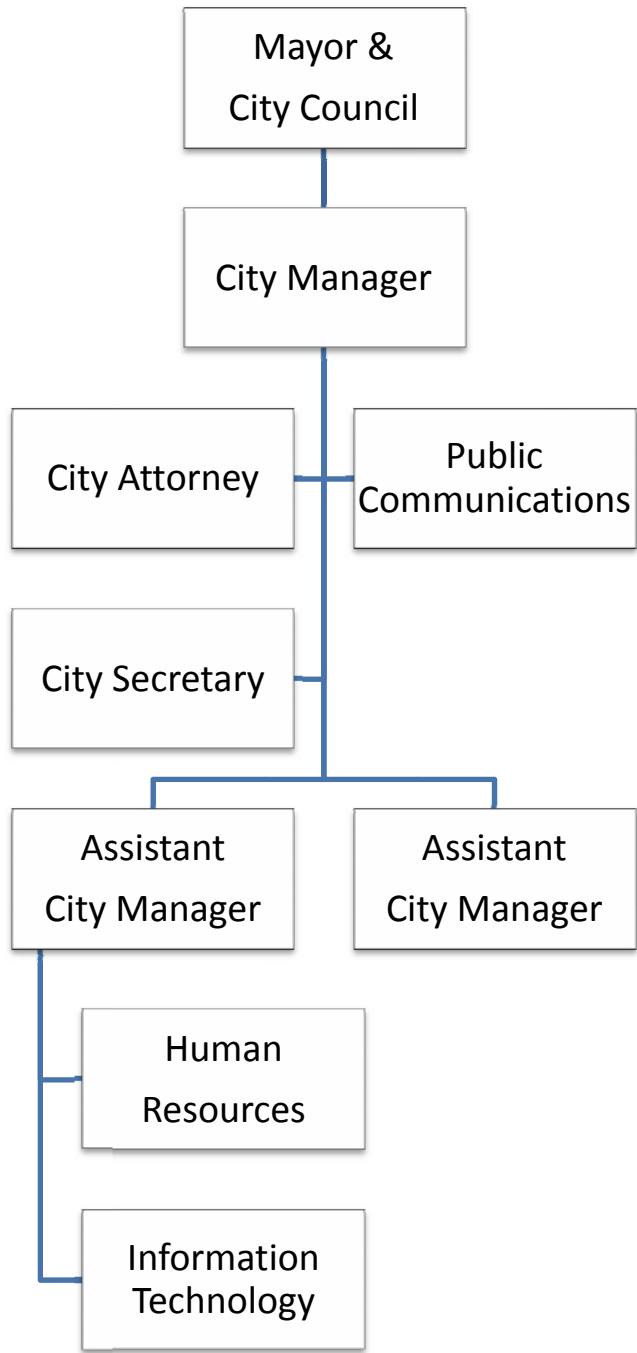 Mayor &
City Council
City Manager
City Attorney
Public
Communications
City Secretary
Assistant
City Manager
Assistant
City Manager
Human
Resources
Information
Technology